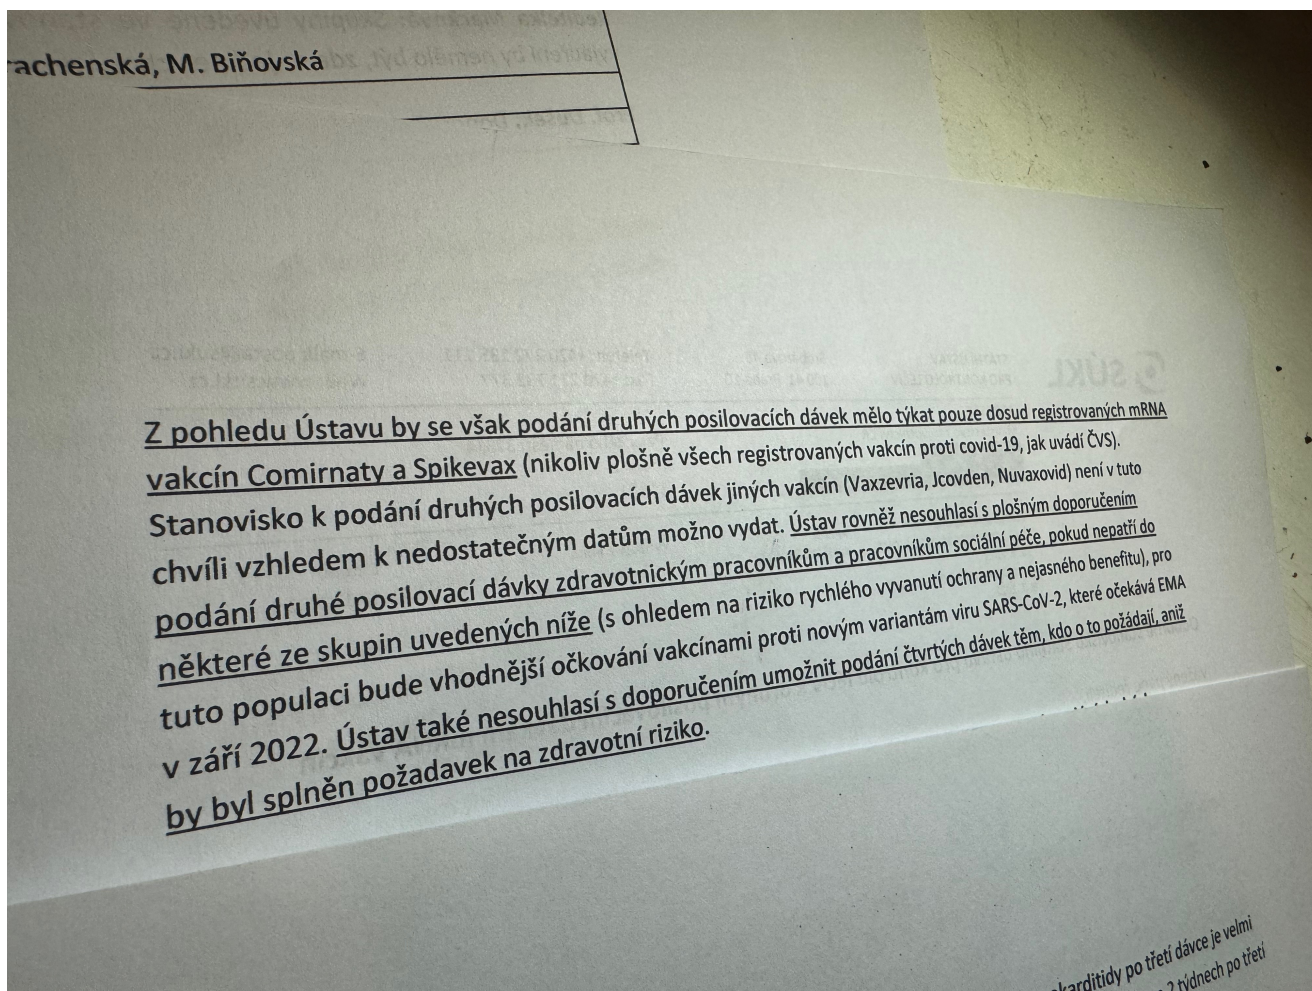 achenská, M. Biňovská
Z pohledu Ústavu by se však podání druhých posilovacích dávek mělo týkat pouze dosud registrovaných mRNA
vakcín Comirnaty a Spikevax (nikoliv plošně všech registrovaných vakcín proti covid-19, jak uvádí ČVS).
Stanovisko k podání druhých posilovacích dávek jiných vakcín (Vaxzevria, Jcovden, Nuvaxovid) není v tuto
chvíli vzhledem k nedostatečným datům možno vydat. Ústav rovněž nesouhlasí s plošným doporučením
podání druhé posilovací dávky zdravotnickým pracovníkům a pracovníkům sociální péče, pokud nepatří do
některé ze skupin uvedených níže (s ohledem na riziko rychlého vyvanutí ochrany a nejasného benefitu), pro
tuto populaci bude vhodnější očkování vakcínami proti novým variantám viru SARS-CoV-2, které očekává EMA
v září 2022. Ústav také nesouhlasí s doporučením umožnit podání čtvrtých dávek těm, kdo o to požádají, aniž
by byl splněn požadavek na zdravotní riziko.
karditidy po třetí dávce je velmi
2 týdnech po třetí